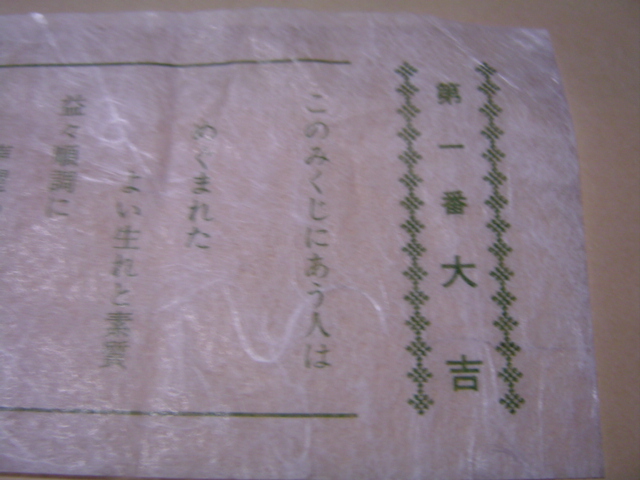 第一番大吉
このみくじにあう人は
めぐまれた
よい生れと素質
益々順調に